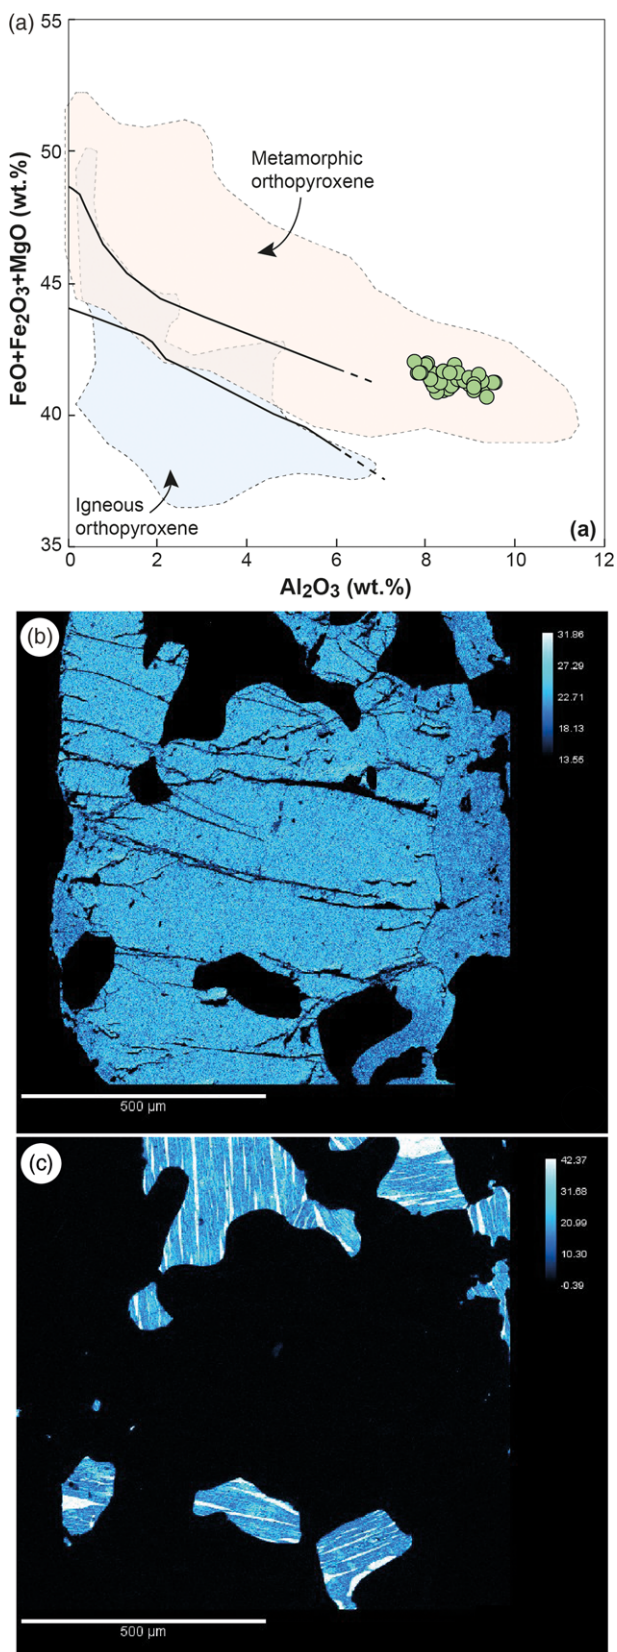 (a)
55
50
45
40
35
FeO+Fe₂O₃+MgO (wt.%)
Metamorphic
orthopyroxene
Igneous
orthopyroxene
(a)
0
2
4
6
8
10
12
Al₂O₃ (wt.%)
(b)
31.86
27.29
22.71
18.13
13.56
500 µm
(c)
42.37
31.68
20.99
10.30
-0.39
500 µm